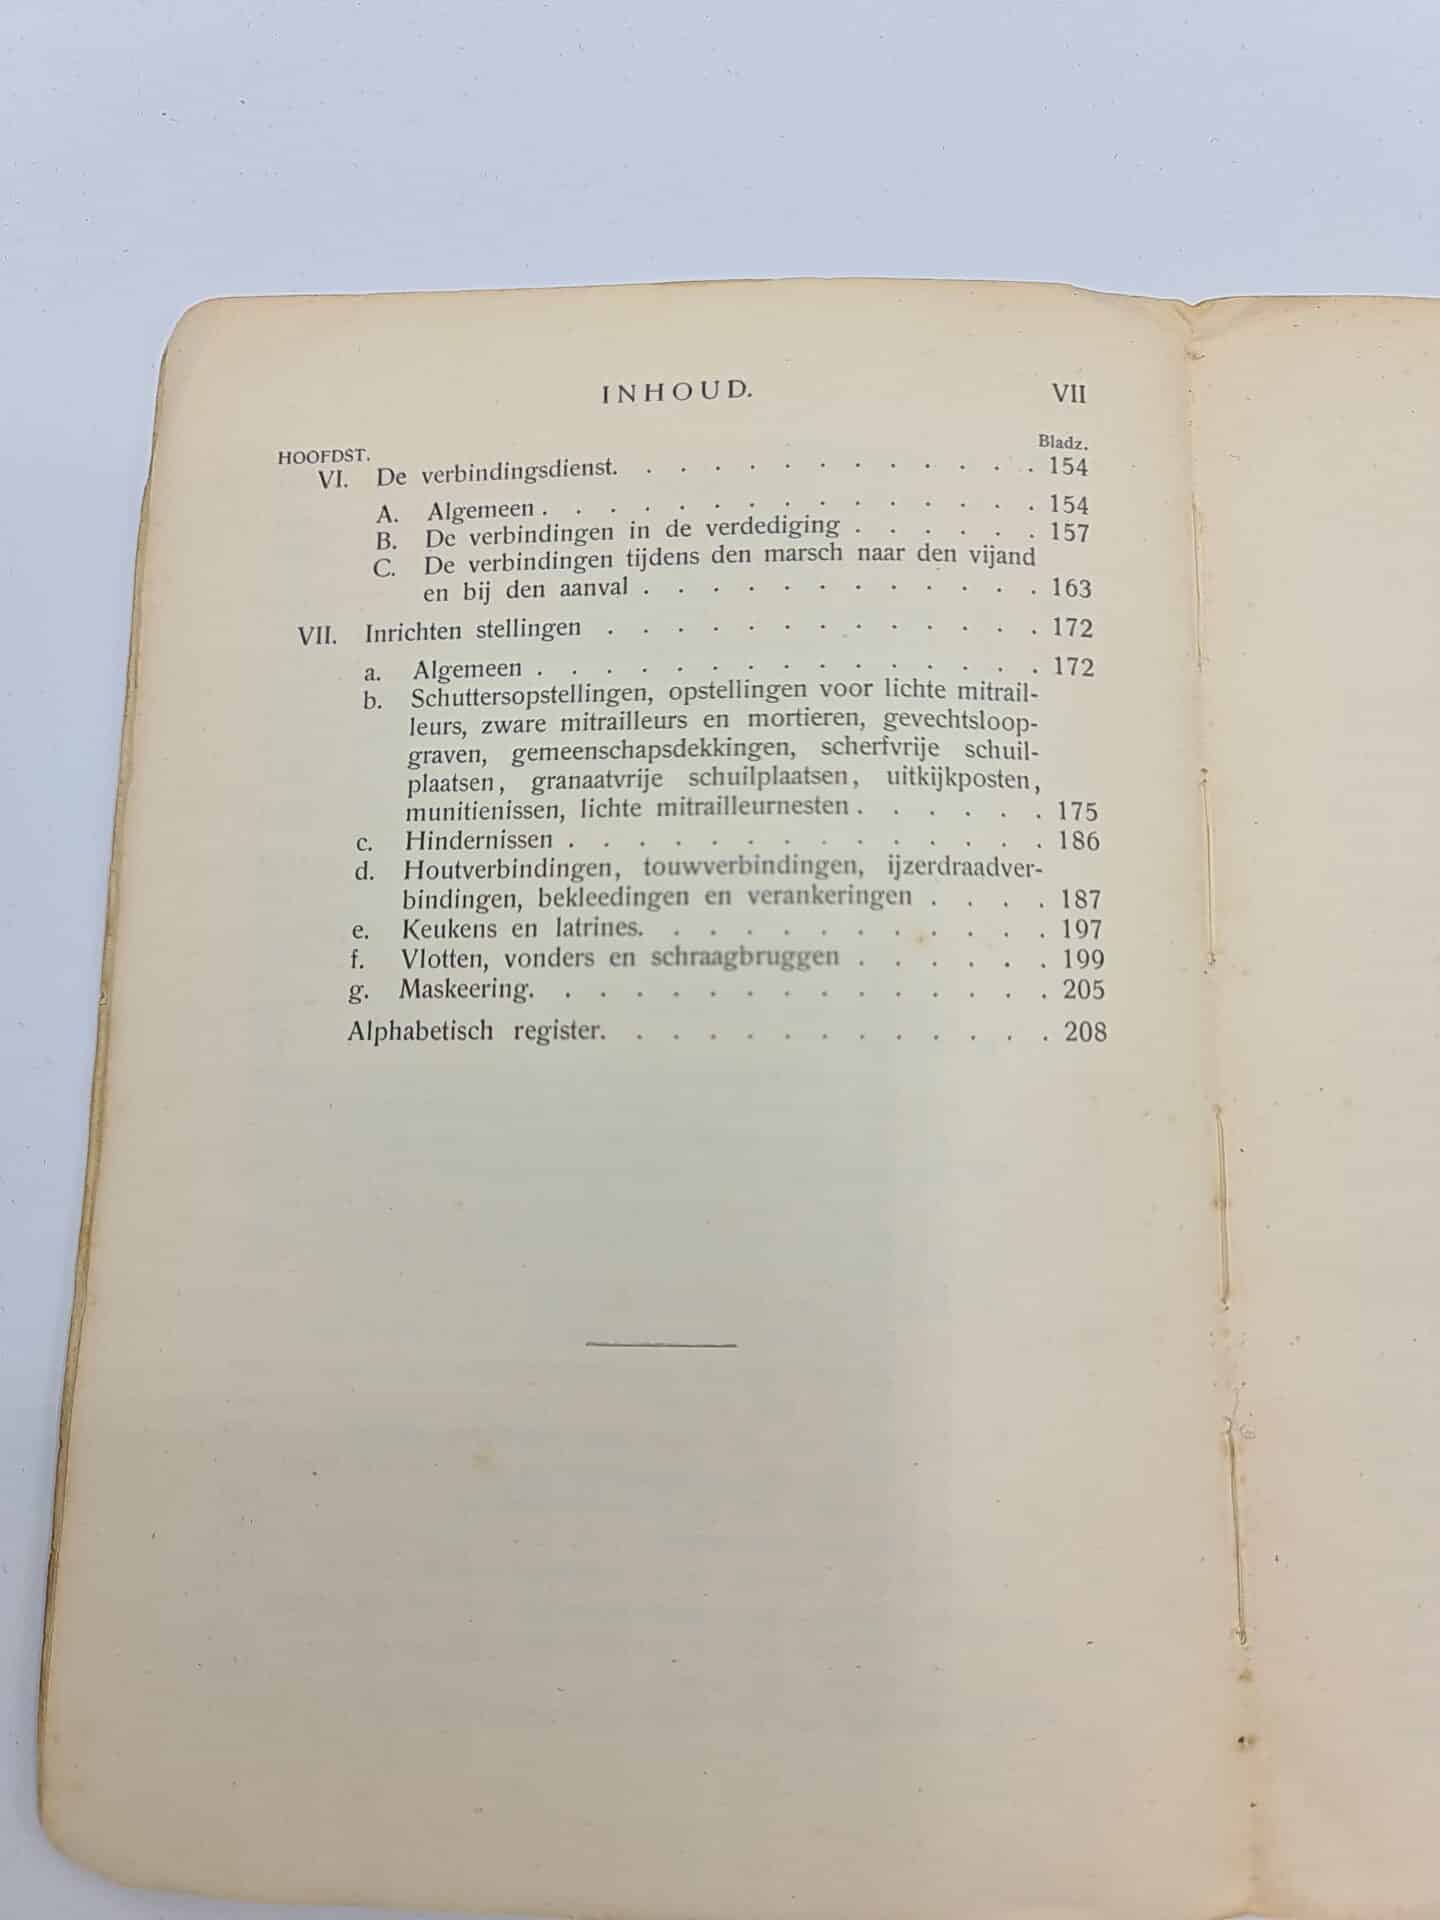 INHOUD. VII
HOOFDST. Bladz.
VI. De verbindingsdienst. . . . . . . . . . . . . 154
A. Algemeen . . . . . . . . . . . . . . . 154
B. De verbindingen in de verdediging . . . . . . 157
C. De verbindingen tijdens den marsch naar den vijand
en bij den aanval . . . . . . . . . . . . 163
VII. Inrichten stellingen . . . . . . . . . . . . . 172
a. Algemeen . . . . . . . . . . . . . . . 172
b. Schuttersopstellingen, opstellingen voor lichte mitrail-
leurs, zware mitrailleurs en mortieren, gevechtsloop-
graven, gemeenschapsdekkingen, scherfvrije schuil-
plaatsen, granaatvrije schuilplaatsen, uitkijkposten,
munitienissen, lichte mitrailleurnesten . . . . . . 175
c. Hindernissen . . . . . . . . . . . . . . 186
d. Houtverbindingen, touwverbindingen, ijzerdraadver-
bindingen, bekleedingen en verankeringen . . . . 187
e. Keukens en latrines. . . . . . . . . . . . 197
f. Vlotten, vonders en schraagbruggen . . . . . . 199
g. Maskeering. . . . . . . . . . . . . . . 205
Alphabetisch register. . . . . . . . . . . . . 208